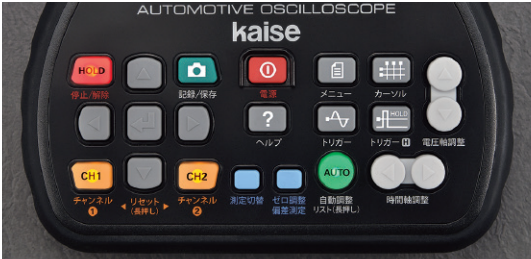 AUTOMOTIVE OSCILLOSCOPE
kaise
HOLD
停止/解除
記録/保存
電源
メニュー
カーソル
?
ヘルプ
トリガー
HOLD
トリガー H
電圧軸調整
CH1
チャンネル
1
リセット
(長押し)
CH2
チャンネル
2
測定切替
ゼロ調整
偏差測定
AUTO
自動調整
リスト(長押し)
時間軸調整